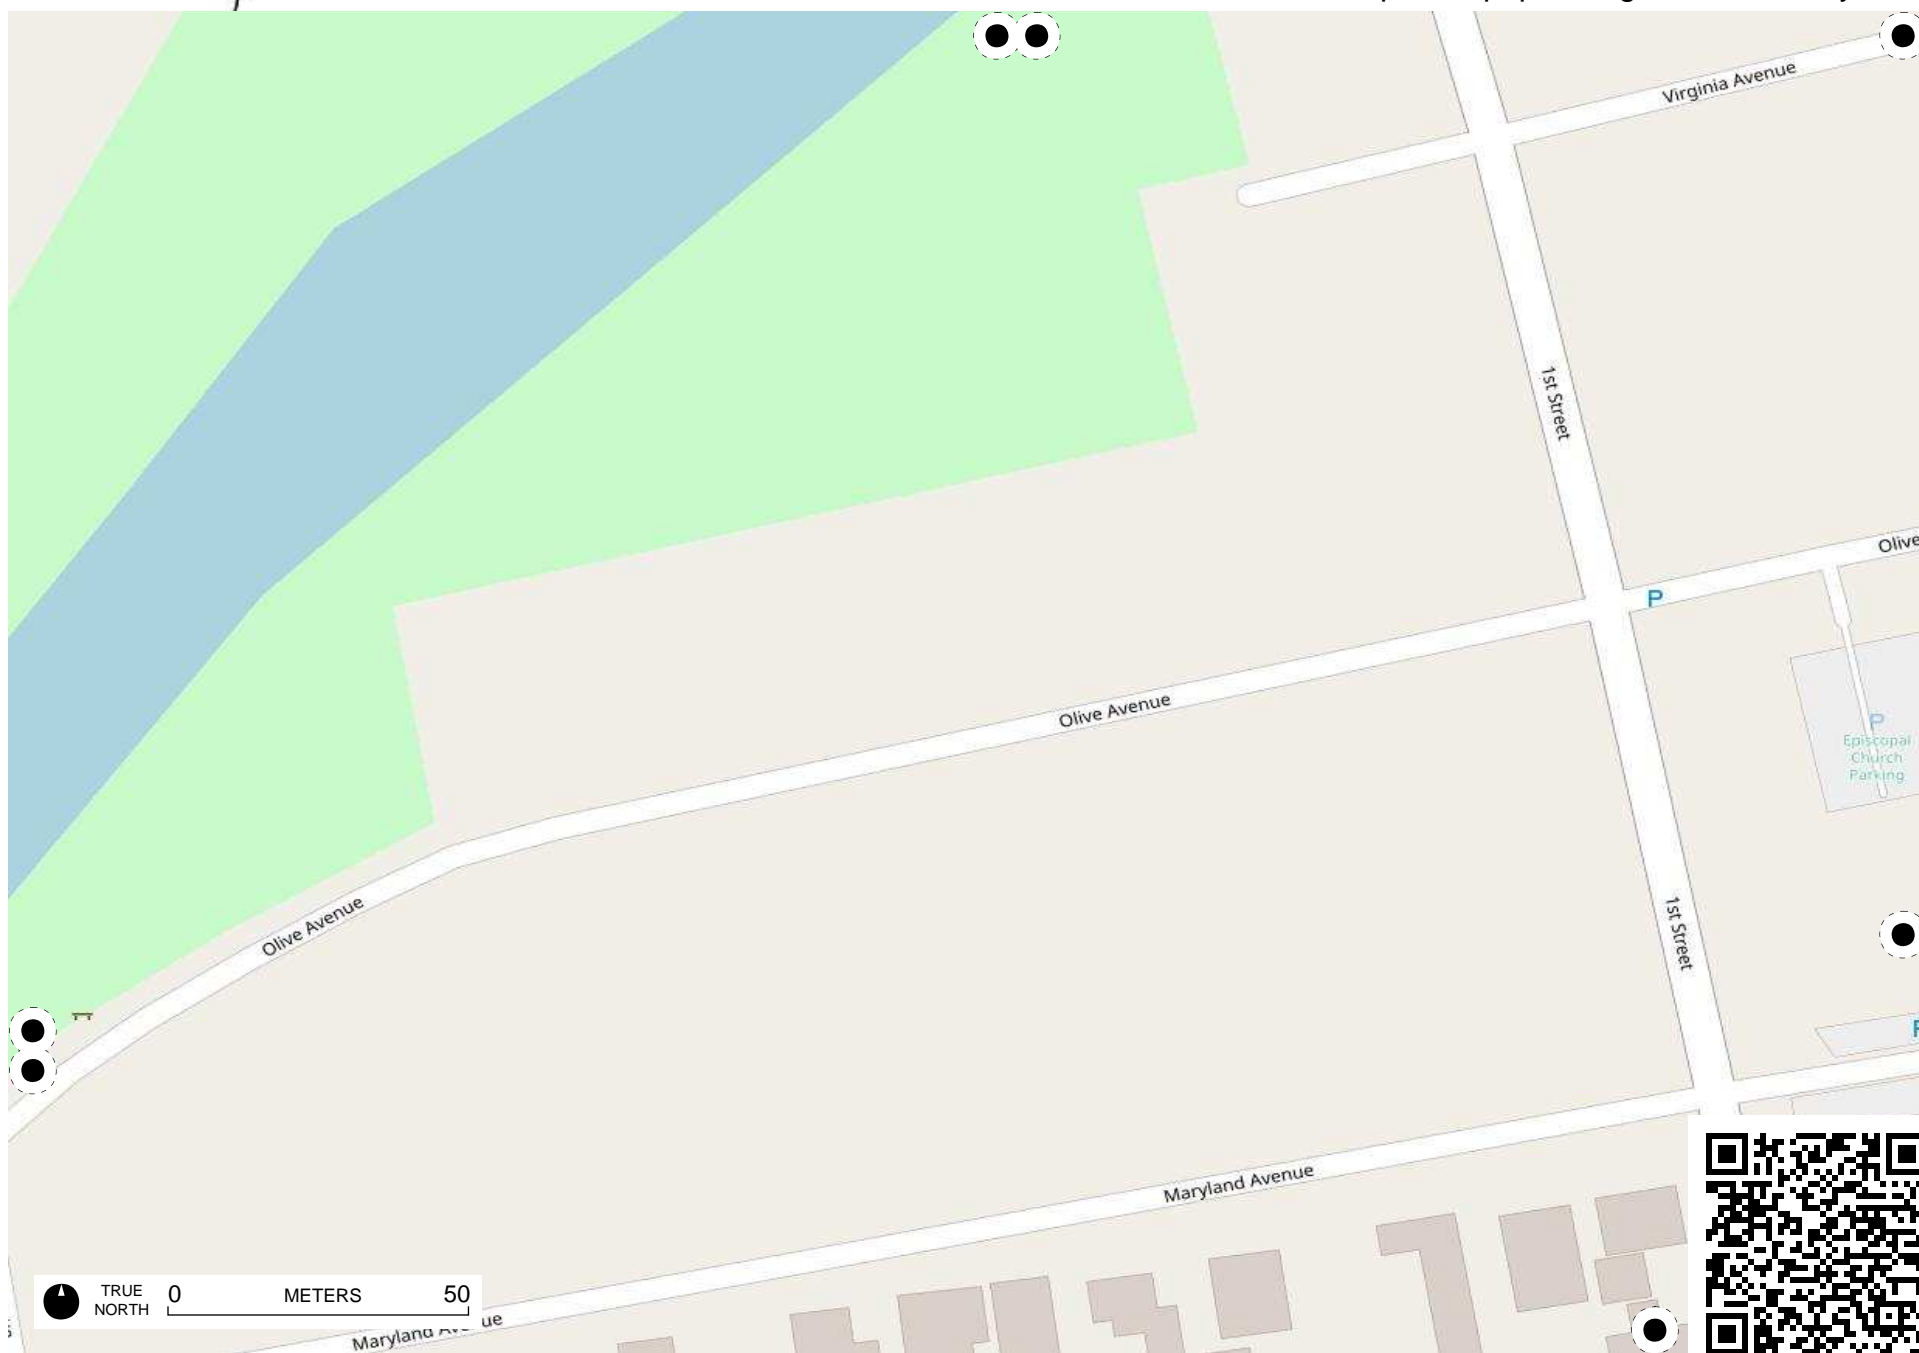 Virginia Avenue
1st Street
Olive
P
Olive Avenue
P
Episcopal
Church
Parking
Olive Avenue
1st Street
P
Maryland Avenue
TRUE
NORTH
0
METERS
50
Maryland